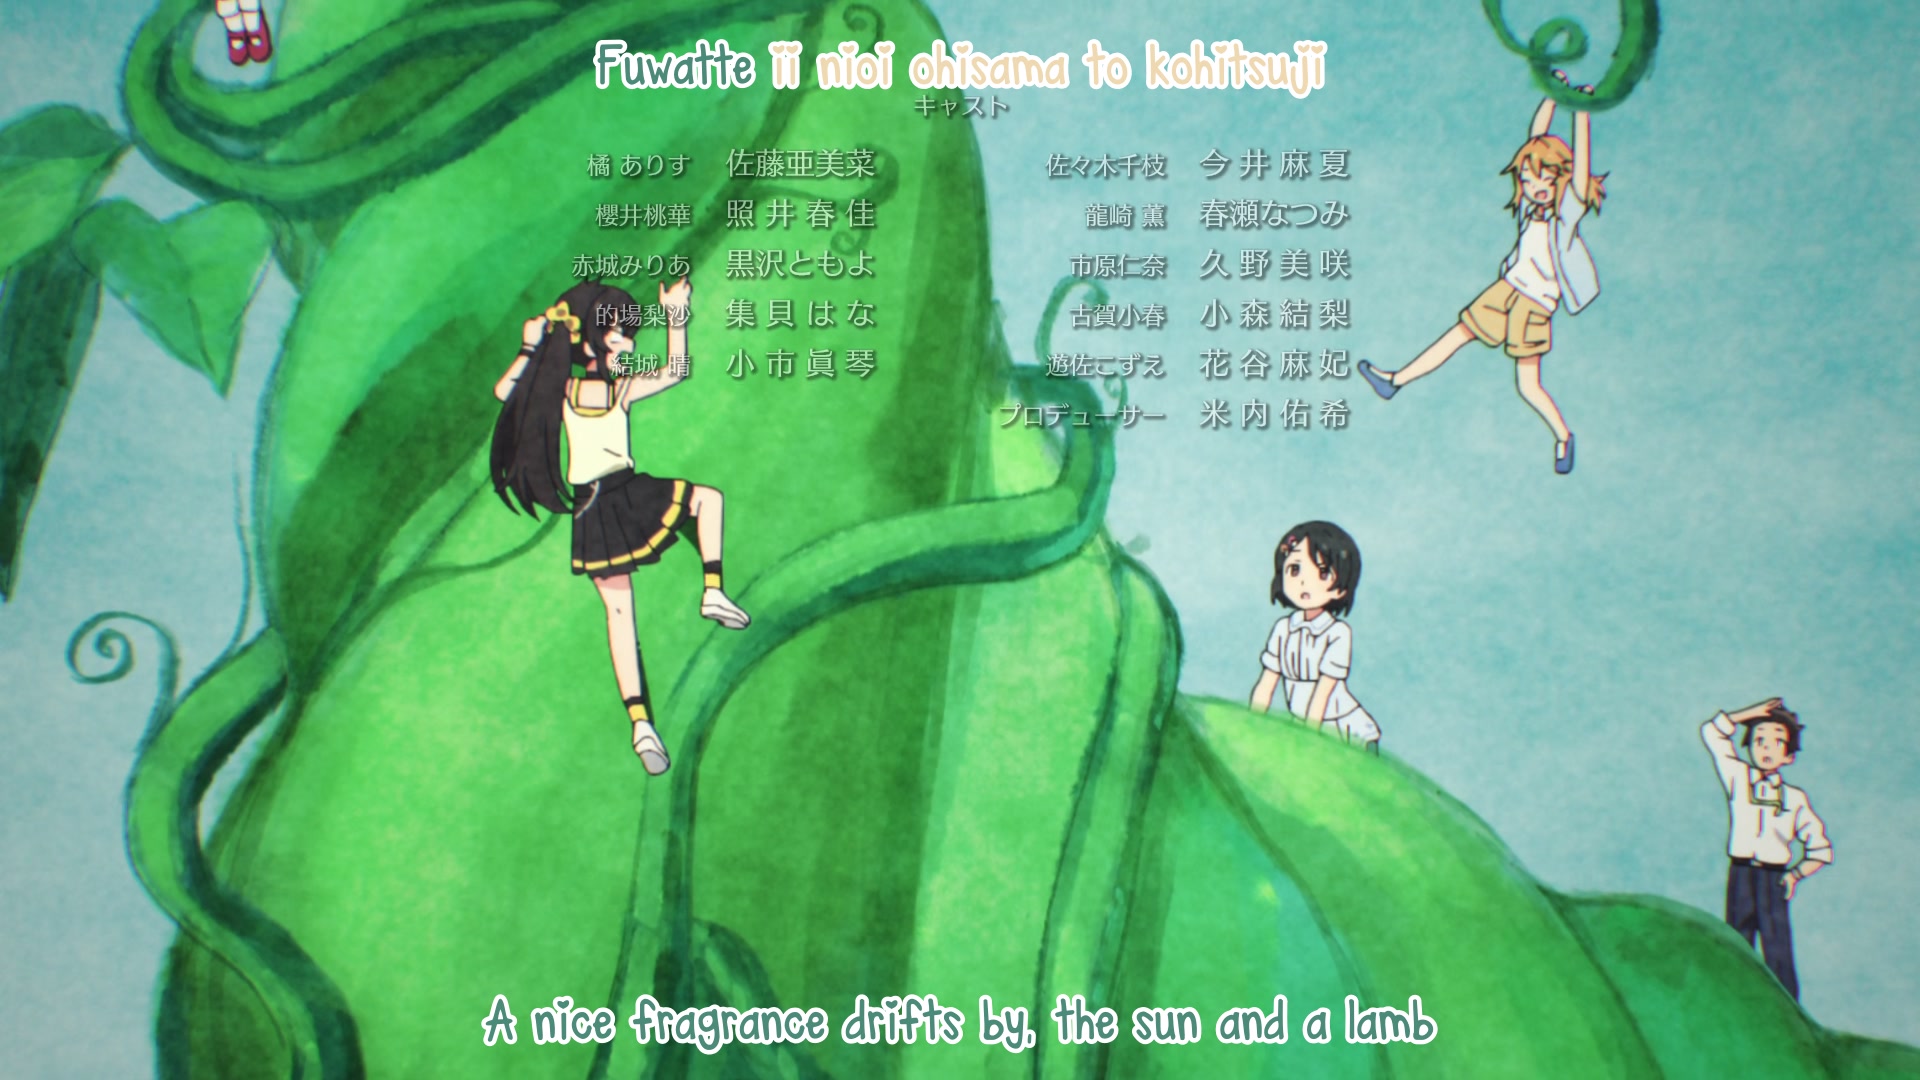 Fuwatte ii nioi ohisama to kohitsuji
キャスト
橘 ありす 佐藤亜美菜
櫻井桃華 照井春佳
赤城みりあ 黒沢ともよ
的場梨沙 集貝はな
結城 晴 小市眞琴
佐々木千枝 今井麻夏
龍崎 薫 春瀬なつみ
市原仁奈 久野美咲
古賀小春 小森結梨
遊佐こずえ 花谷麻妃
プロデューサー 米内佑希
A nice fragrance drifts by, the sun and a lamb